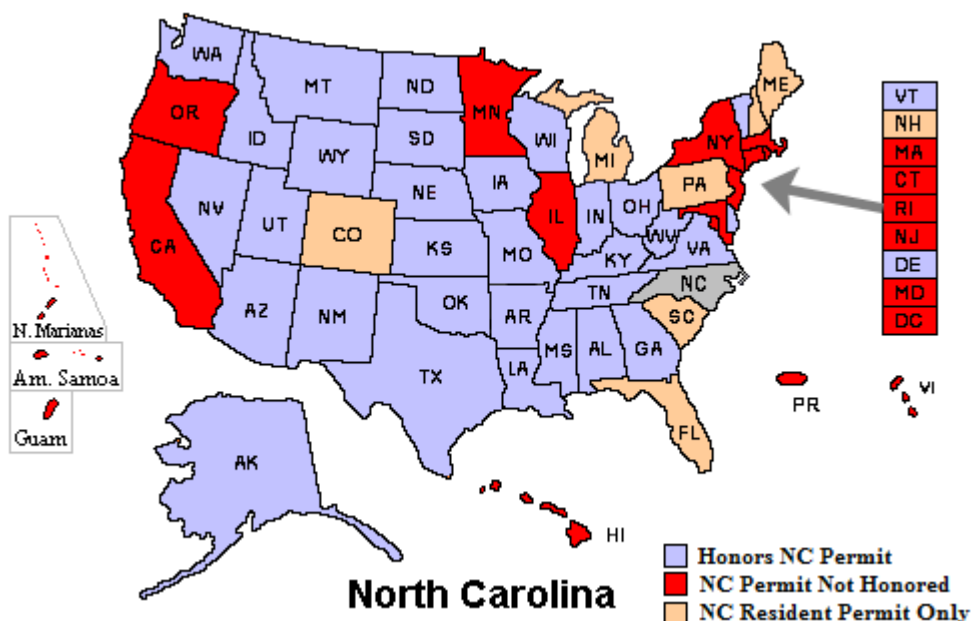 WA
MT
ND
MN
ME
VT
OR
ID
SD
WI
NY
NH
WY
MI
MA
IA
PA
CT
NE
NV
UT
IL
IN
OH
RI
CA
CO
WV
KS
MO
VA
NJ
KY
DE
NC
TN
MD
AZ
NM
OK
AR
SC
DC
N. Marianas
MS
AL
GA
LA
TX
Am. Samoa
PR
VI
Guam
FL
AK
HI
Honors NC Permit
North Carolina
NC Permit Not Honored
NC Resident Permit Only